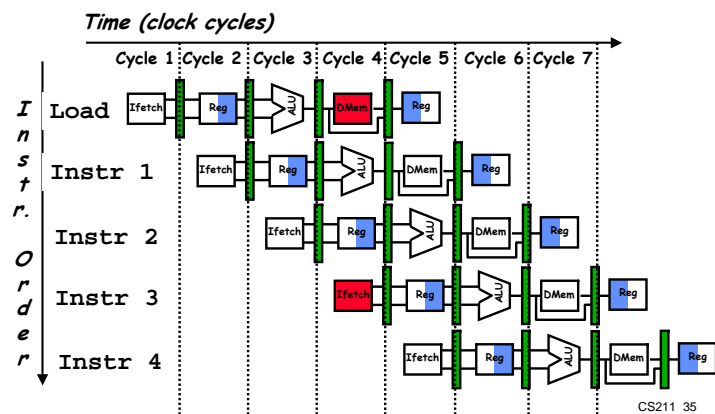 Time (clock cycles)
Cycle 1 Cycle 2 Cycle 3 Cycle 4 Cycle 5 Cycle 6 Cycle 7
Instr. Order
Load Ifetch Reg ALU DMem Reg
Instr 1 Ifetch Reg ALU DMem Reg
Instr 2 Ifetch Reg ALU DMem Reg
Instr 3 Ifetch Reg ALU DMem Reg
Instr 4 Ifetch Reg ALU DMem Reg
CS211 35